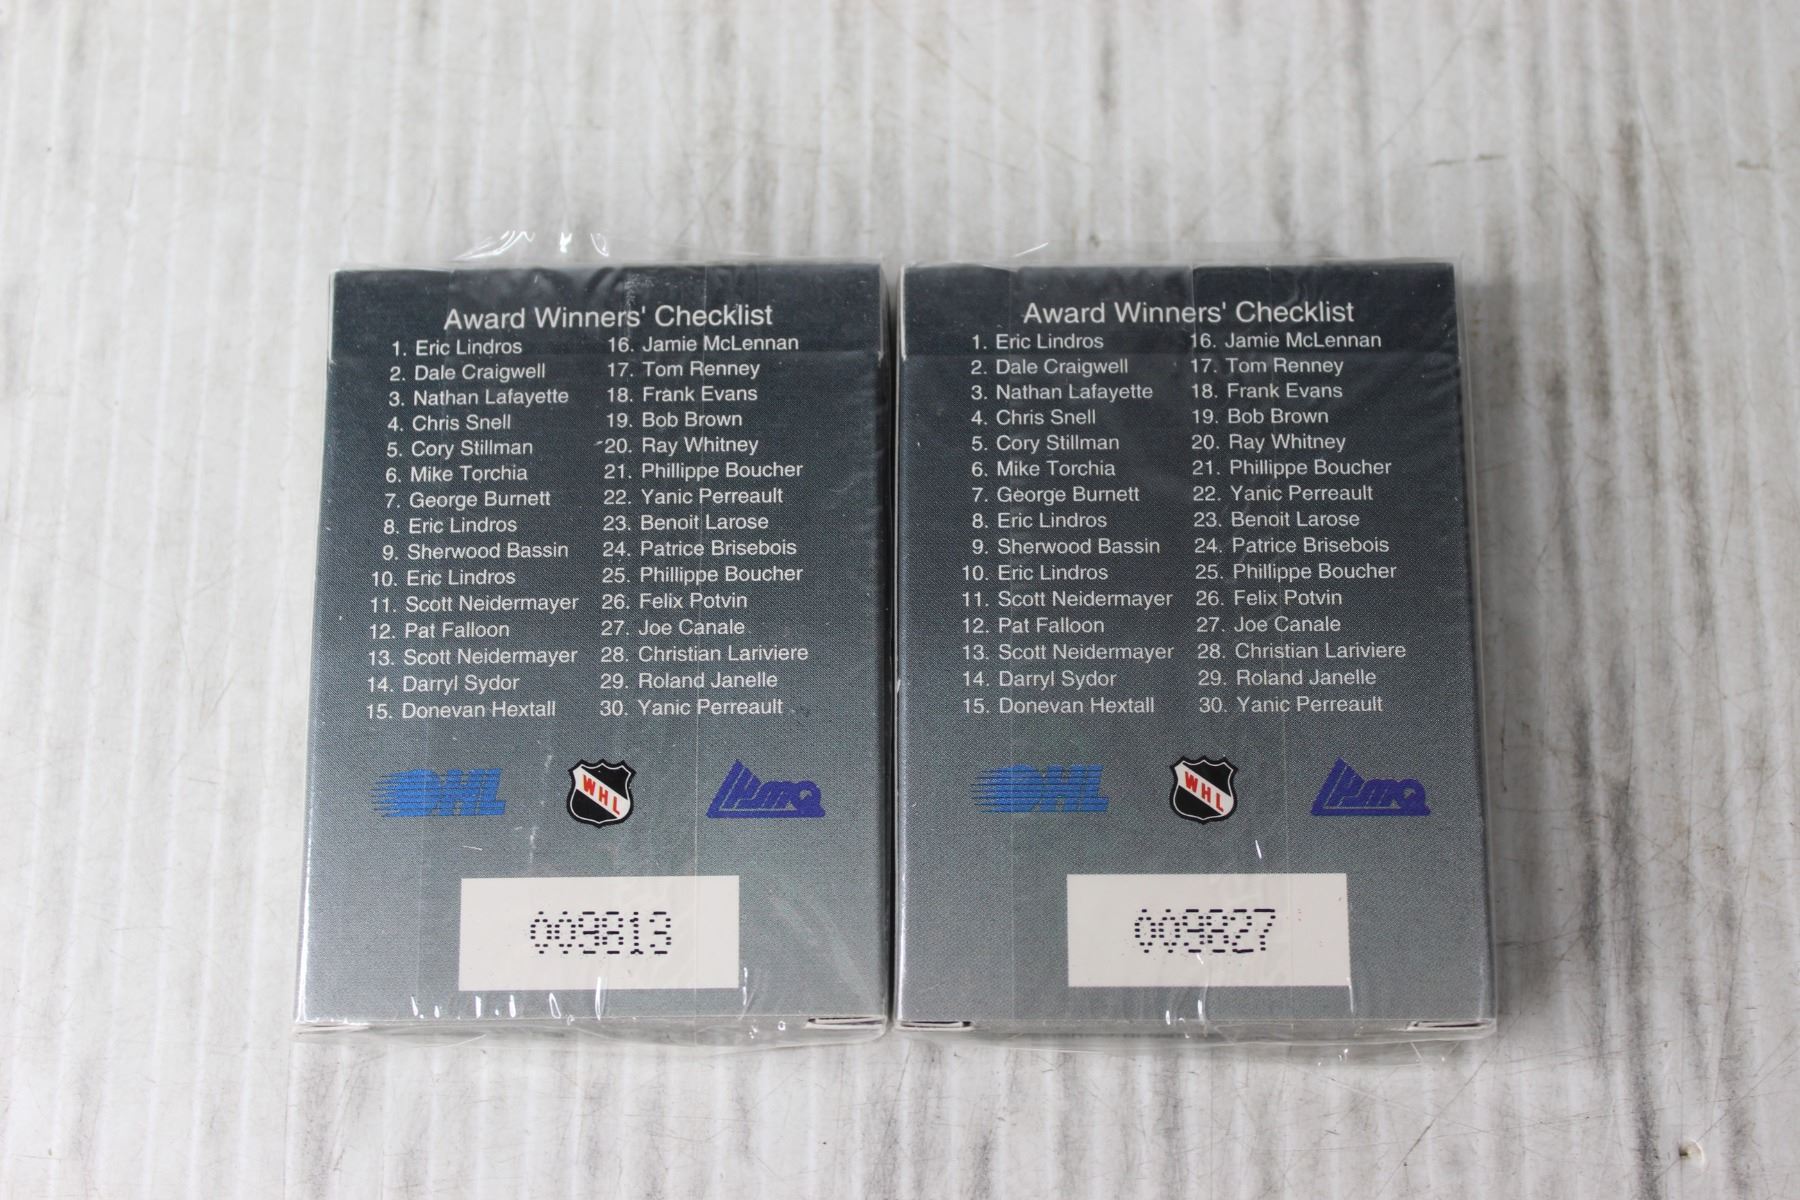 Award Winners' Checklist
1. Eric Lindros
2. Dale Craigwell
3. Nathan Lafayette
4. Chris Snell
5. Cory Stillman
6. Mike Torchia
7. George Burnett
8. Eric Lindros
9. Sherwood Bassin
10. Eric Lindros
11. Scott Neidermayer
12. Pat Falloon
13. Scott Neidermayer
14. Darryl Sydor
15. Donevan Hextall
16. Jamie McLennan
17. Tom Renney
18. Frank Evans
19. Bob Brown
20. Ray Whitney
21. Phillippe Boucher
22. Yanic Perreault
23. Benoit Larose
24. Patrice Brisebois
25. Phillippe Boucher
26. Felix Potvin
27. Joe Canale
28. Christian Lariviere
29. Roland Janelle
30. Yanic Perreault
OHL
WHL
LHJMQ
009813
Award Winners' Checklist
1. Eric Lindros
2. Dale Craigwell
3. Nathan Lafayette
4. Chris Snell
5. Cory Stillman
6. Mike Torchia
7. George Burnett
8. Eric Lindros
9. Sherwood Bassin
10. Eric Lindros
11. Scott Neidermayer
12. Pat Falloon
13. Scott Neidermayer
14. Darryl Sydor
15. Donevan Hextall
16. Jamie McLennan
17. Tom Renney
18. Frank Evans
19. Bob Brown
20. Ray Whitney
21. Phillippe Boucher
22. Yanic Perreault
23. Benoit Larose
24. Patrice Brisebois
25. Phillippe Boucher
26. Felix Potvin
27. Joe Canale
28. Christian Lariviere
29. Roland Janelle
30. Yanic Perreault
OHL
WHL
LHJMQ
009827